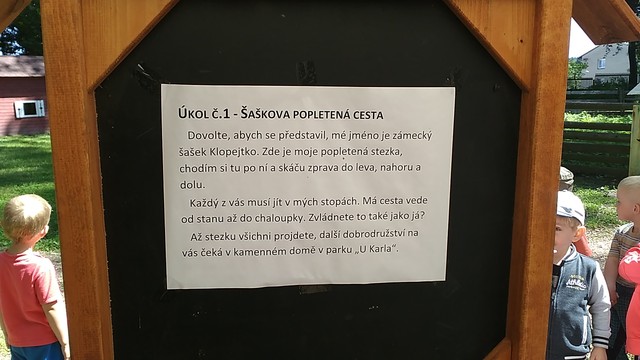 ÚKOL Č.1 - ŠAŠKOVA POPLETENÁ CESTA
Dovolte, abych se představil, mé jméno je zámecký
šašek Klopejtko. Zde je moje popletená stezka,
chodím si tu po ní a skáču zprava do leva, nahoru a
dolu.
Každý z vás musí jít v mých stopách. Má cesta vede
od stanu až do chaloupky. Zvládnete to také jako já?
Až stezku všichni projdete, další dobrodružství na
vás čeká v kamenném domě v parku „U Karla“.